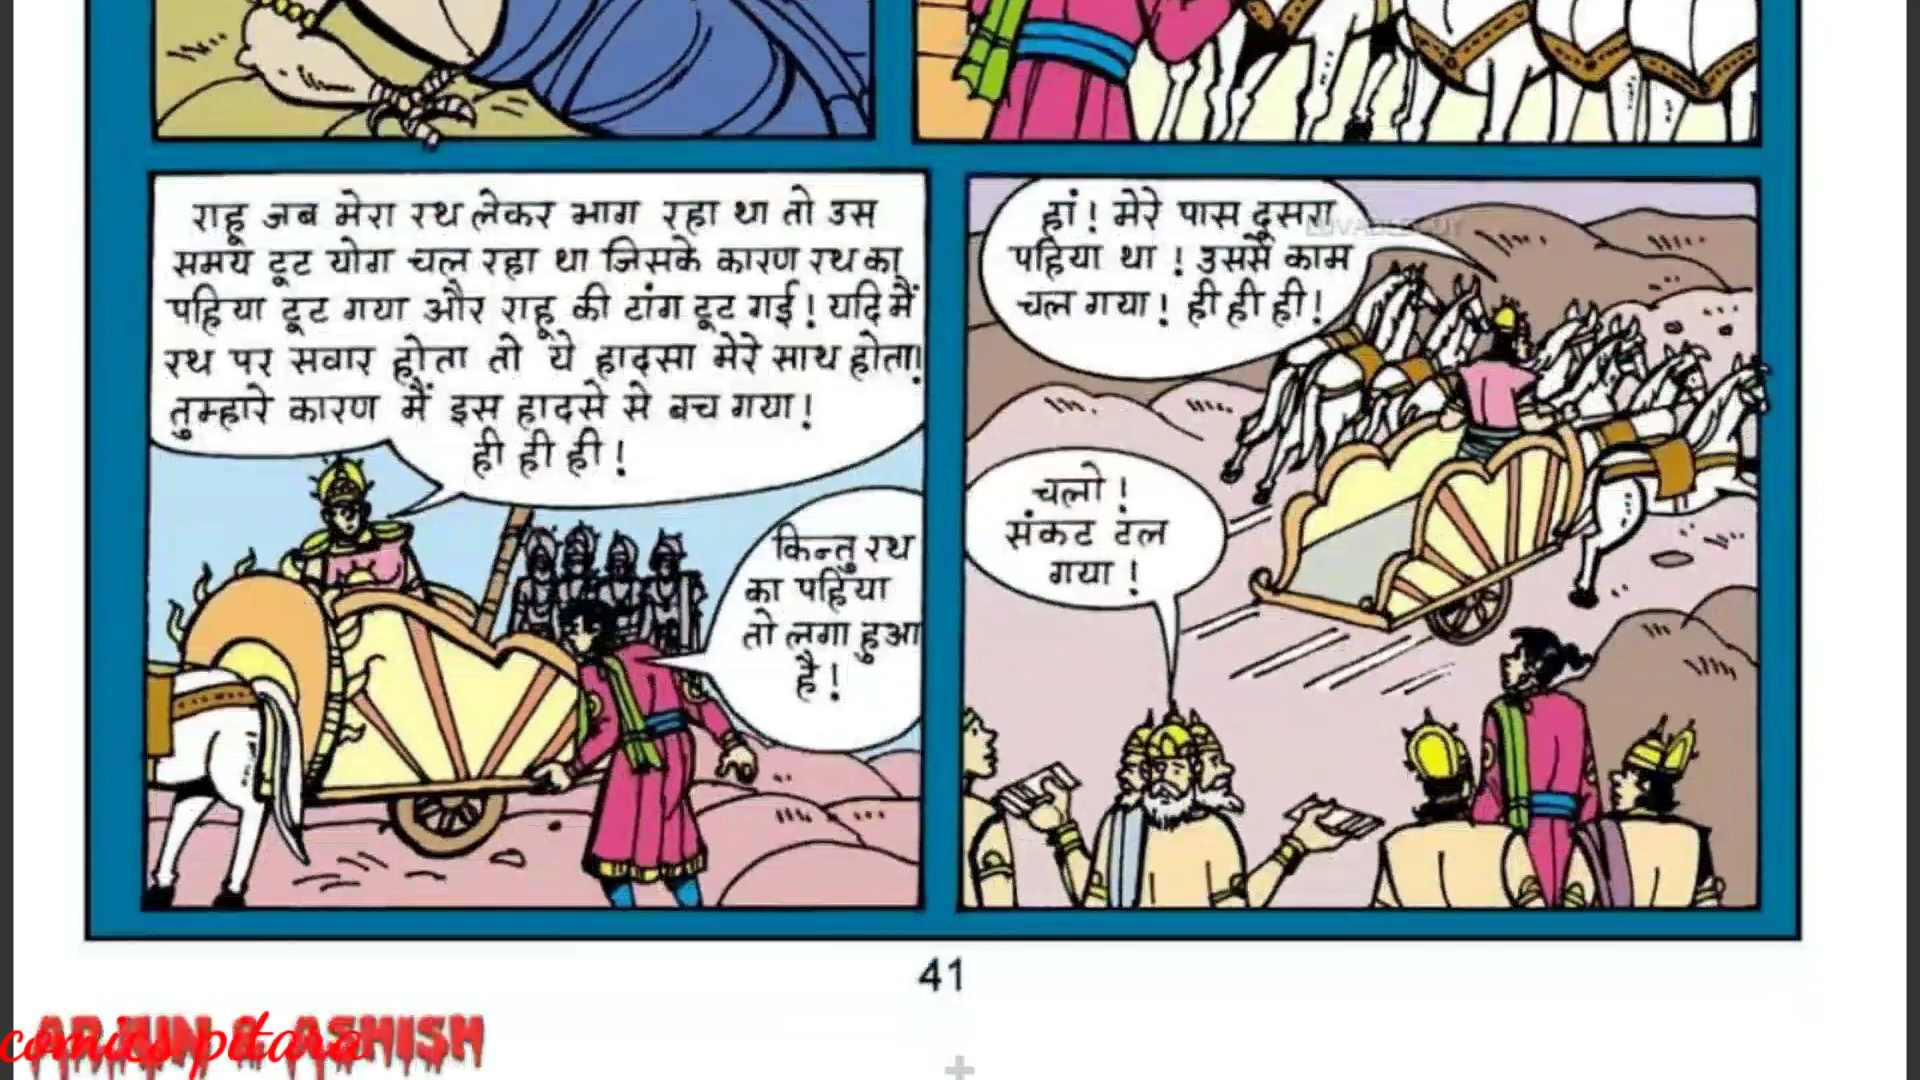 राहू जब मेरा रथ लेकर भाग रहा था तो उस
समय टूट योग चल रहा था जिसके कारण रथ का
पहिया टूट गया और राहू की टांग टूट गई! यदि मैं
रथ पर सवार होता तो ये हादसा मेरे साथ होता!
तुम्हारे कारण मैं इस हादसे से बच गया!
ही ही ही!
किन्तु रथ
का पहिया
तो लगा हुआ
है!
हां! मेरे पास दुसरा
पहिया था! उससे काम
चल गया! ही ही ही!
चलो!
संकट टल
गया!
41
ARJUN & ASHISH
comics pitara